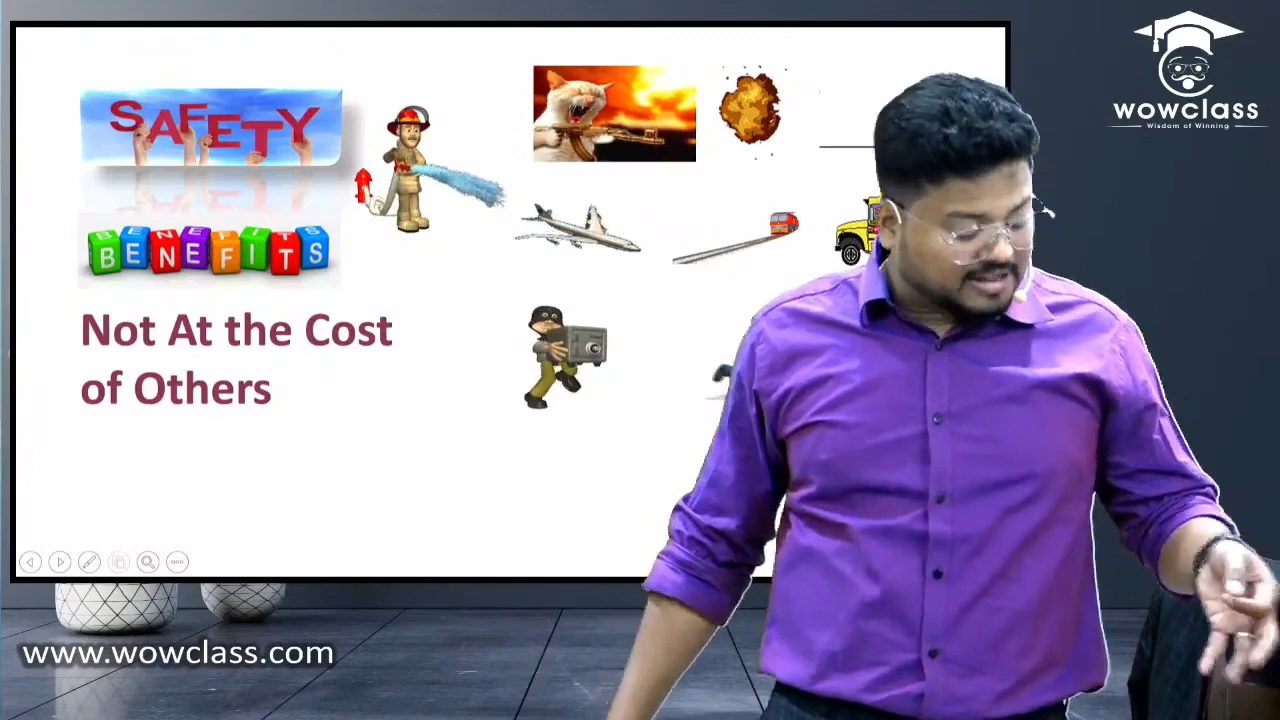 SAFETY
BENEFITS
Not At the Cost
of Others
wowclass
Wisdom of Winning
www.wowclass.com